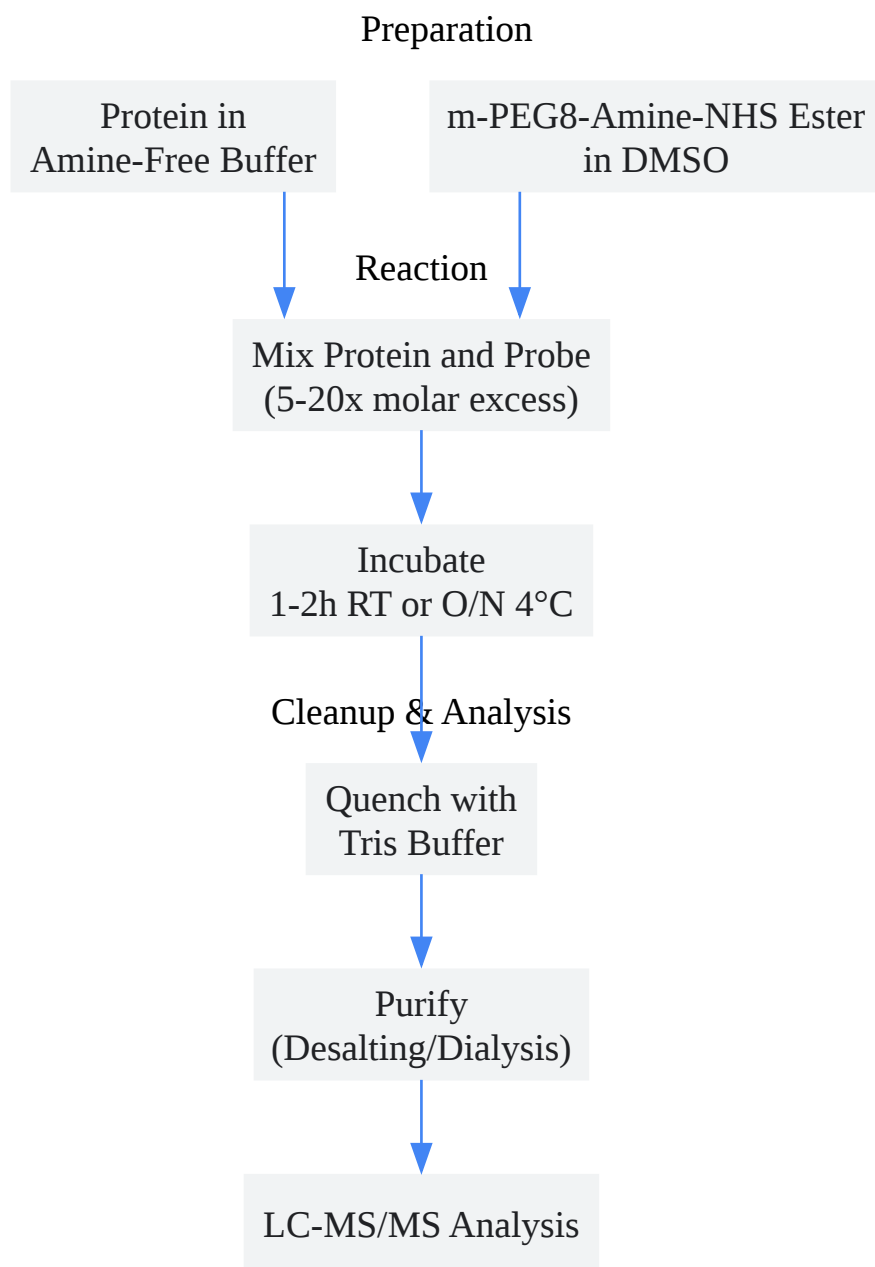 Preparation
Protein in
Amine-Free Buffer
m-PEG8-Amine-NHS Ester
in DMSO
Reaction
Mix Protein and Probe
(5-20x molar excess)
Incubate
1-2h RT or O/N 4°C
Cleanup & Analysis
Quench with
Tris Buffer
Purify
(Desalting/Dialysis)
LC-MS/MS Analysis